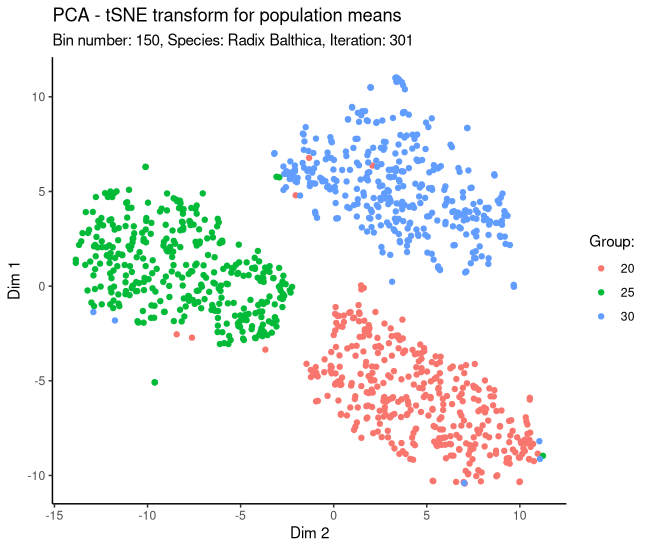 PCA - tSNE transform for population means
Bin number: 150, Species: Radix Balthica, Iteration: 301
10
5
0
-5
-10
Dim 1
-15
-10
-5
0
5
10
Dim 2
Group:
20
25
30